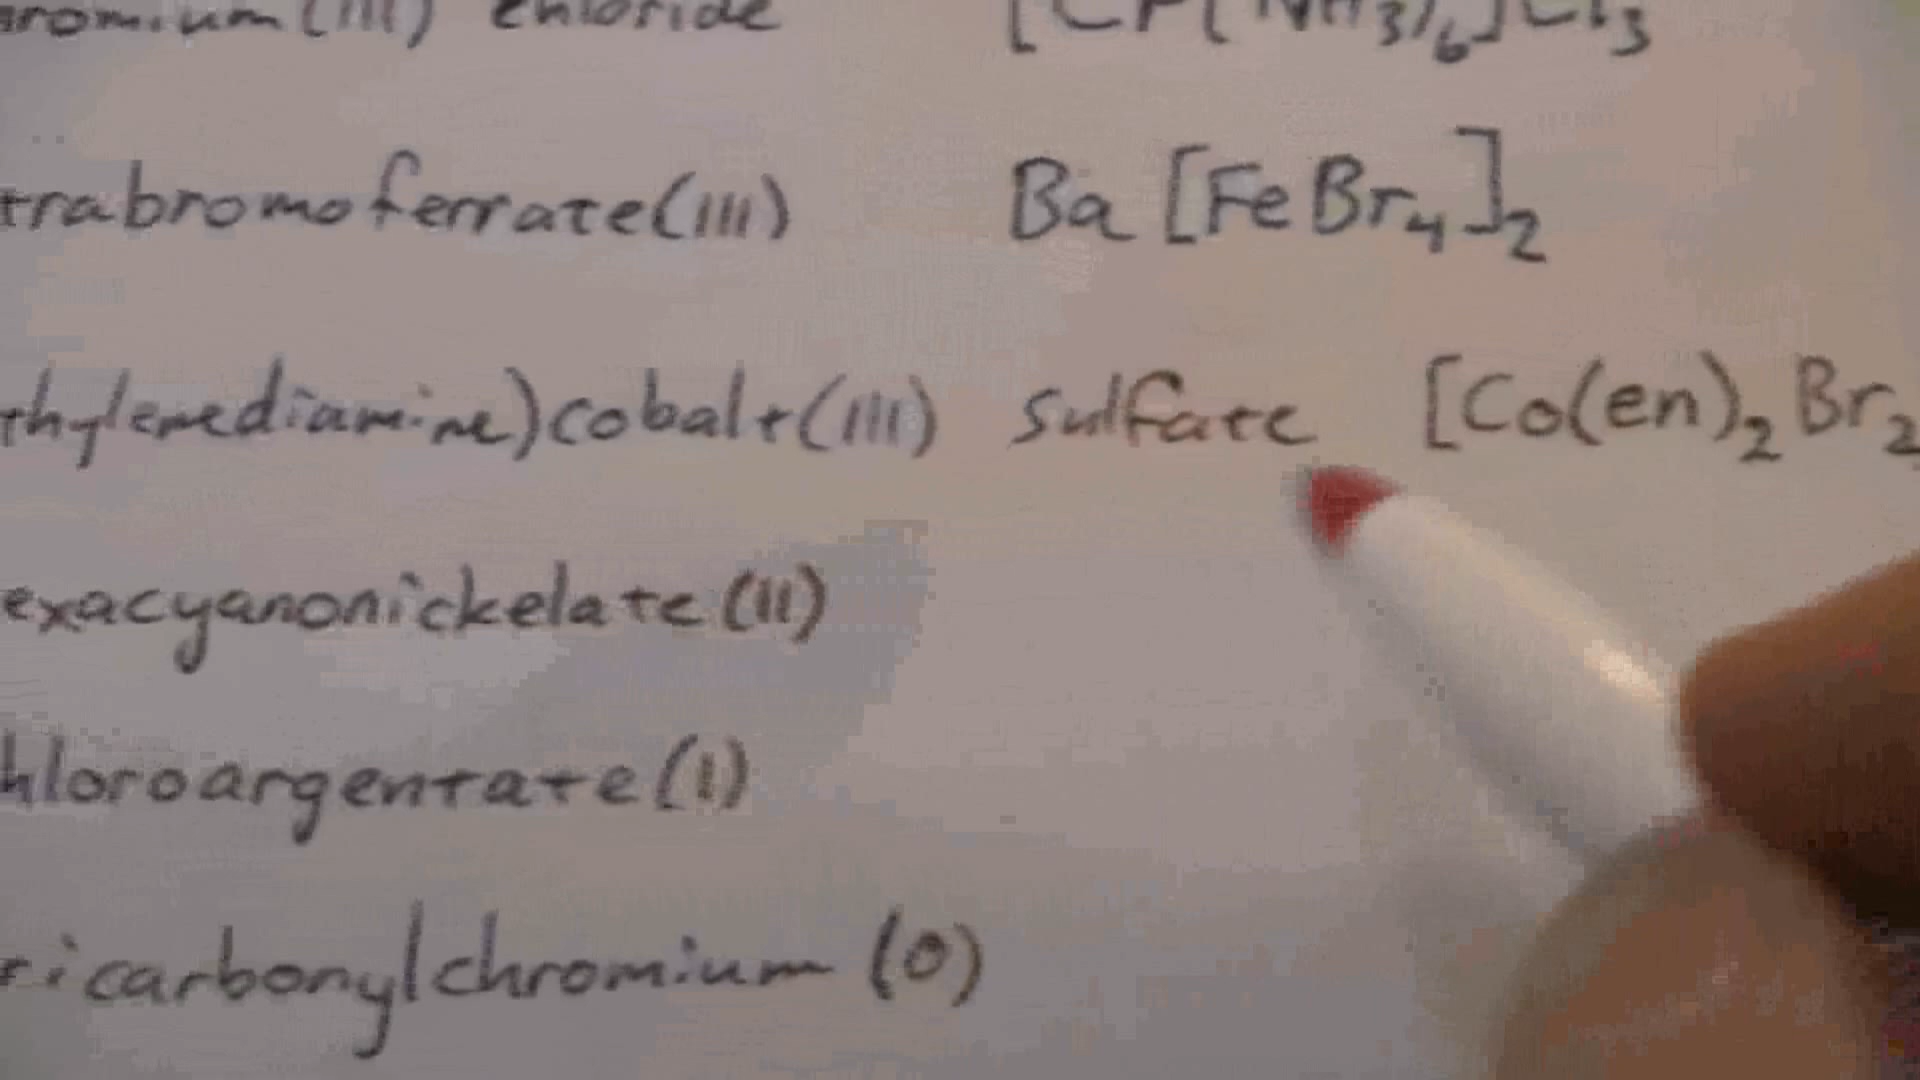 hromium(III) chloride [Cr(NH3)6]Cl3
trabromoferrate(III) Ba[FeBr4]2
thylenediamine)cobalt(III) sulfate [Co(en)2Br2
exacyanonickelate(II)
hloroargentate(I)
ricarbonylchromium(0)